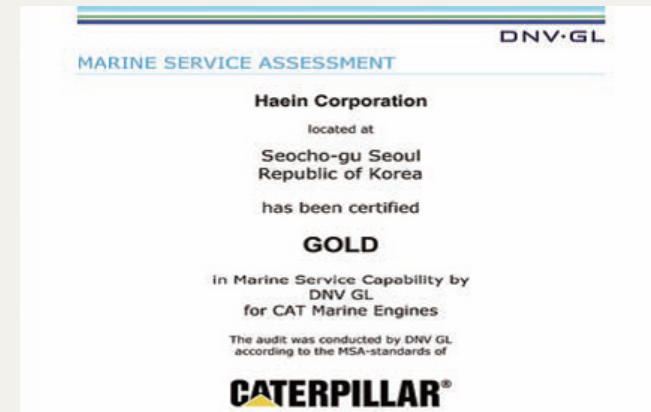 DNV·GL
MARINE SERVICE ASSESSMENT
Haein Corporation
located at
Seocho-gu Seoul
Republic of Korea
has been certified
GOLD
in Marine Service Capability by
DNV GL
for CAT Marine Engines
The audit was conducted by DNV GL
according to the MSA-standards of
CATERPILLAR®